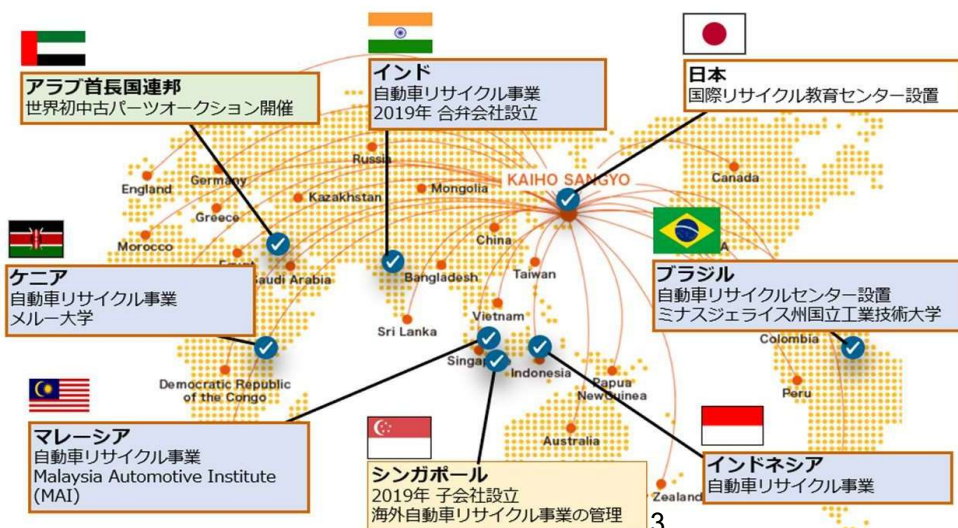 アラブ首長国連邦
世界初中古パーツオークション開催
インド
自動車リサイクル事業
2019年 合弁会社設立
日本
国際リサイクル教育センター設置
England
Germany
Russia
Kazakhstan
Mongolia
KAIHO SANGYO
Canada
Greece
Morocco
Saudi Arabia
China
Taiwan
Bangladesh
Vietnam
Sri Lanka
ケニア
自動車リサイクル事業
メルー大学
ブラジル
自動車リサイクルセンター設置
ミナスジェライス州国立工業技術大学
Colombia
Indonesia
Papua
NewGuinea
Peru
Democratic Republic
of the Congo
Australia
マレーシア
自動車リサイクル事業
Malaysia Automotive Institute
(MAI)
シンガポール
2019年 子会社設立
海外自動車リサイクル事業の管理
インドネシア
自動車リサイクル事業
Zealand
3